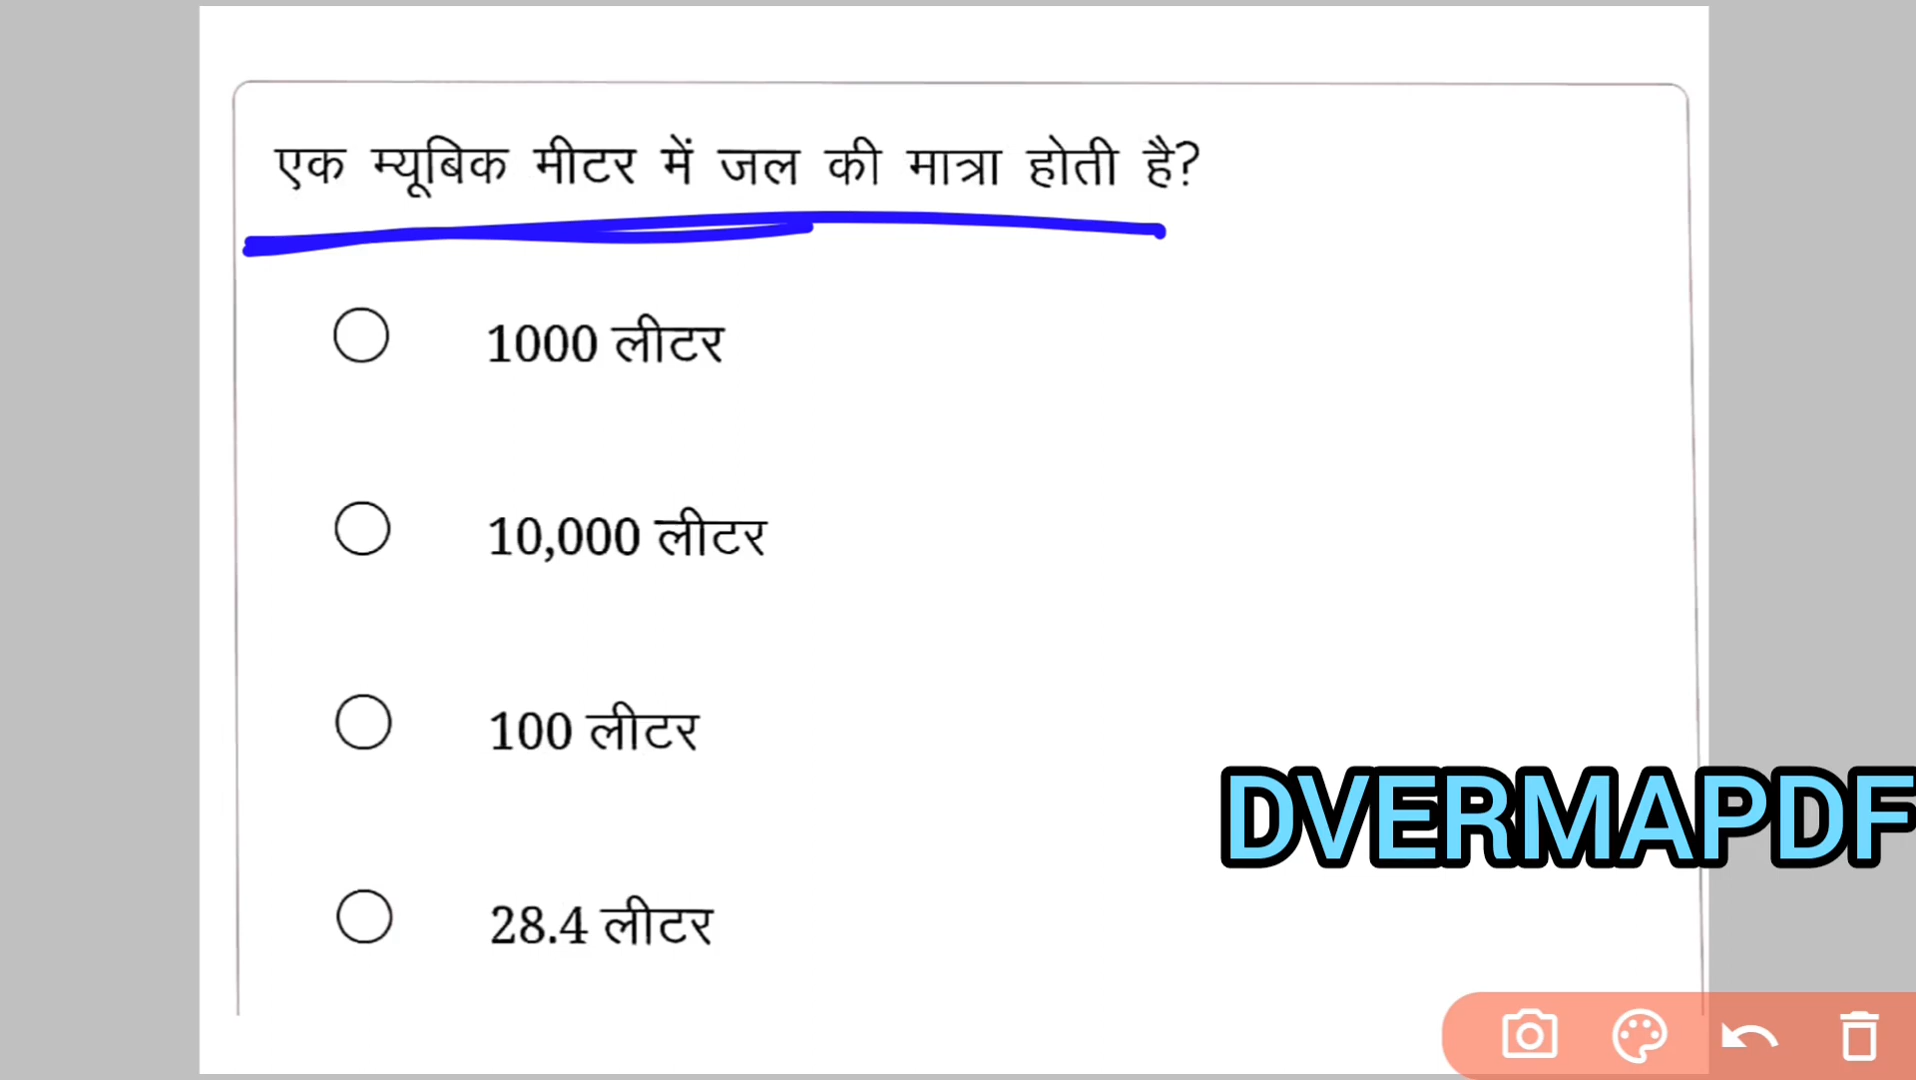 एक म्यूबिक मीटर में जल की मात्रा होती है?
1000 लीटर
10,000 लीटर
100 लीटर
28.4 लीटर
DVERMAPDF